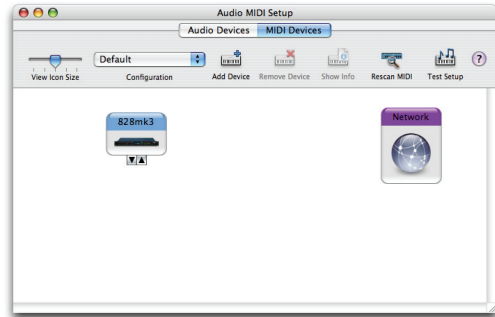 Audio MIDI Setup
Audio Devices MIDI Devices
Default
View Icon Size Configuration Add Device Remove Device Show Info Rescan MIDI Test Setup ?
828mk3 Network